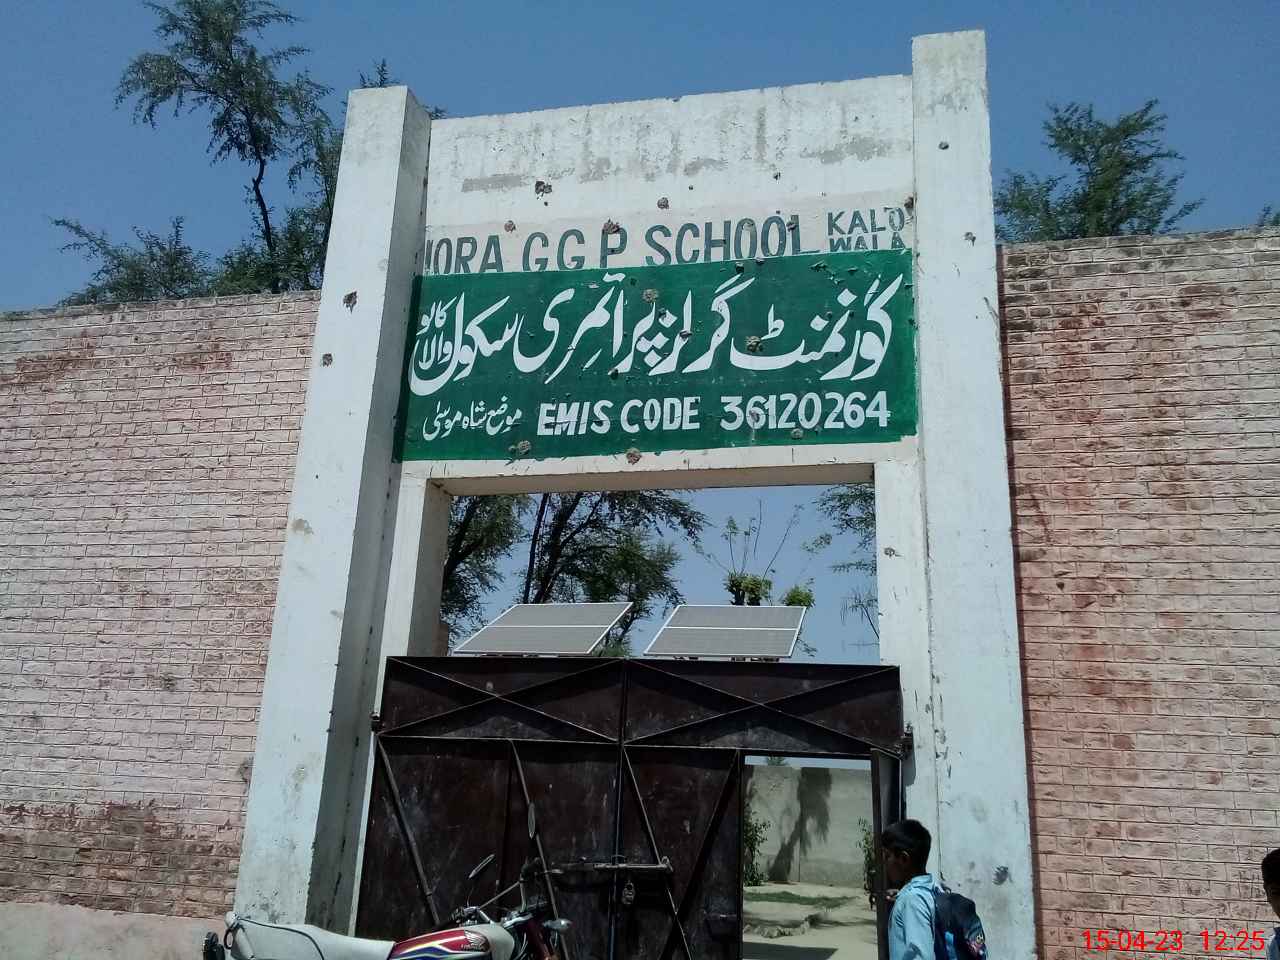 IORA G G P SCHOOL KALO WALA
گورنمنٹ گرلز پرائمری سکول کالو والا
موضع شاہ موسیٰ EMIS CODE 36120264
15-04-23 12:25